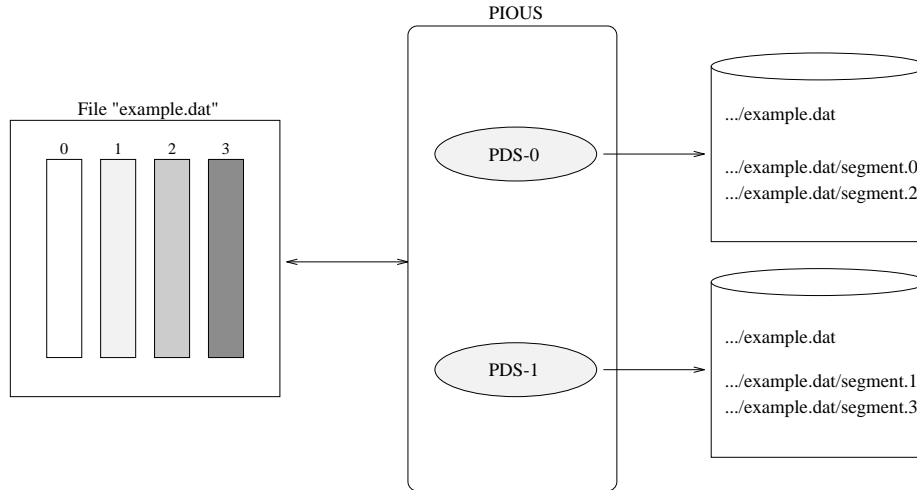 PIOUS
File "example.dat"
0 1 2 3
PDS-0
.../example.dat
.../example.dat/segment.0
.../example.dat/segment.2
PDS-1
.../example.dat
.../example.dat/segment.1
.../example.dat/segment.3